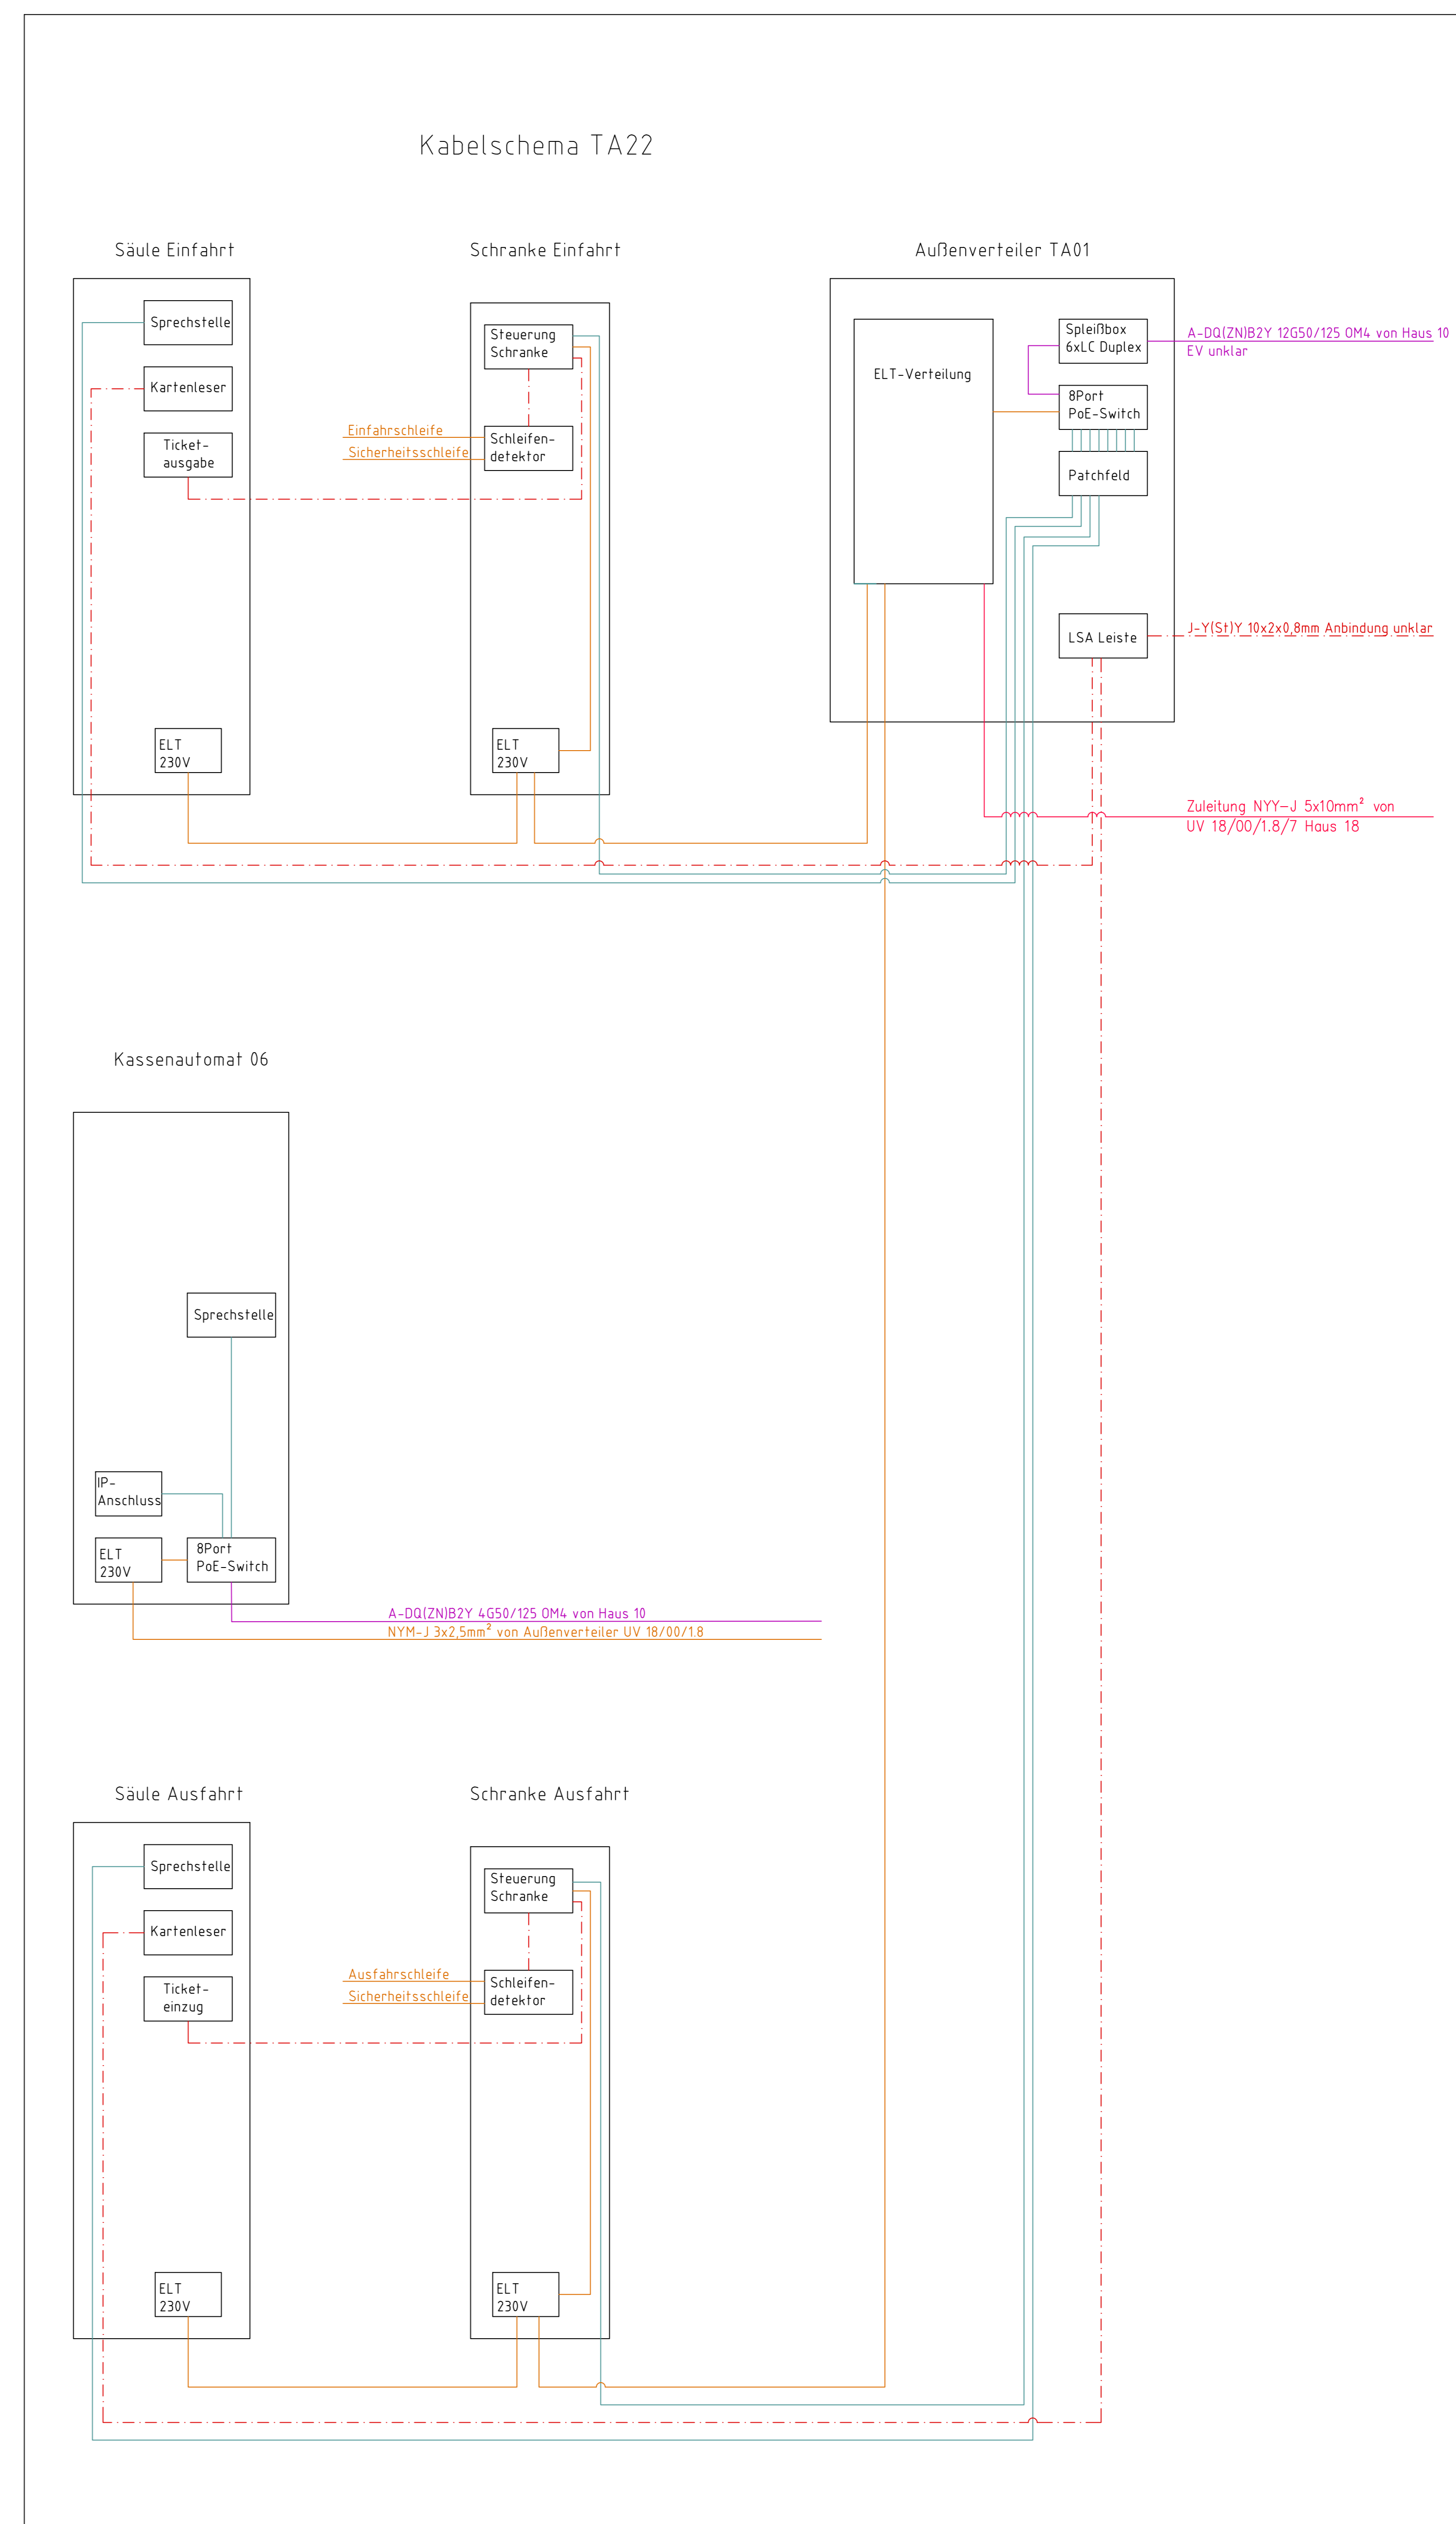 Kabelschema TA22
Säule Einfahrt
Schranke Einfahrt
Außenverteiler TA01
Sprechstelle
Kartenleser
Ticket-
ausgabe
ELT
230V
Steuerung
Schranke
Einfahrschleife
Sicherheitsschleife
Schleifen-
detektor
ELT
230V
ELT-Verteilung
Spleißbox
6xLC Duplex
8Port
PoE-Switch
Patchfeld
LSA Leiste
A-DQ(ZN)B2Y 12G50/125 OM4 von Haus 10
EV unklar
J-Y(St)Y 10x2x0,8mm Anbindung unklar
Zuleitung NYY-J 5x10mm² von
UV 18/00/1.8/7 Haus 18
Kassenautomat 06
Sprechstelle
IP-
Anschluss
ELT
230V
8Port
PoE-Switch
A-DQ(ZN)B2Y 4G50/125 OM4 von Haus 10
NYM-J 3x2,5mm² von Außenverteiler UV 18/00/1.8
Säule Ausfahrt
Schranke Ausfahrt
Sprechstelle
Kartenleser
Ticket-
einzug
ELT
230V
Steuerung
Schranke
Ausfahrschleife
Sicherheitsschleife
Schleifen-
detektor
ELT
230V